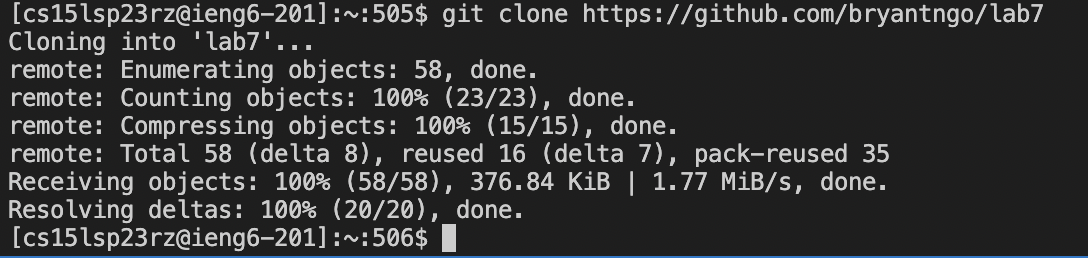 [cs15lsp23rz@ieng6-201]:~:505$ git clone https://github.com/bryantngo/lab7
Cloning into 'lab7'...
remote: Enumerating objects: 58, done.
remote: Counting objects: 100% (23/23), done.
remote: Compressing objects: 100% (15/15), done.
remote: Total 58 (delta 8), reused 16 (delta 7), pack-reused 35
Receiving objects: 100% (58/58), 376.84 KiB | 1.77 MiB/s, done.
Resolving deltas: 100% (20/20), done.
[cs15lsp23rz@ieng6-201]:~:506$